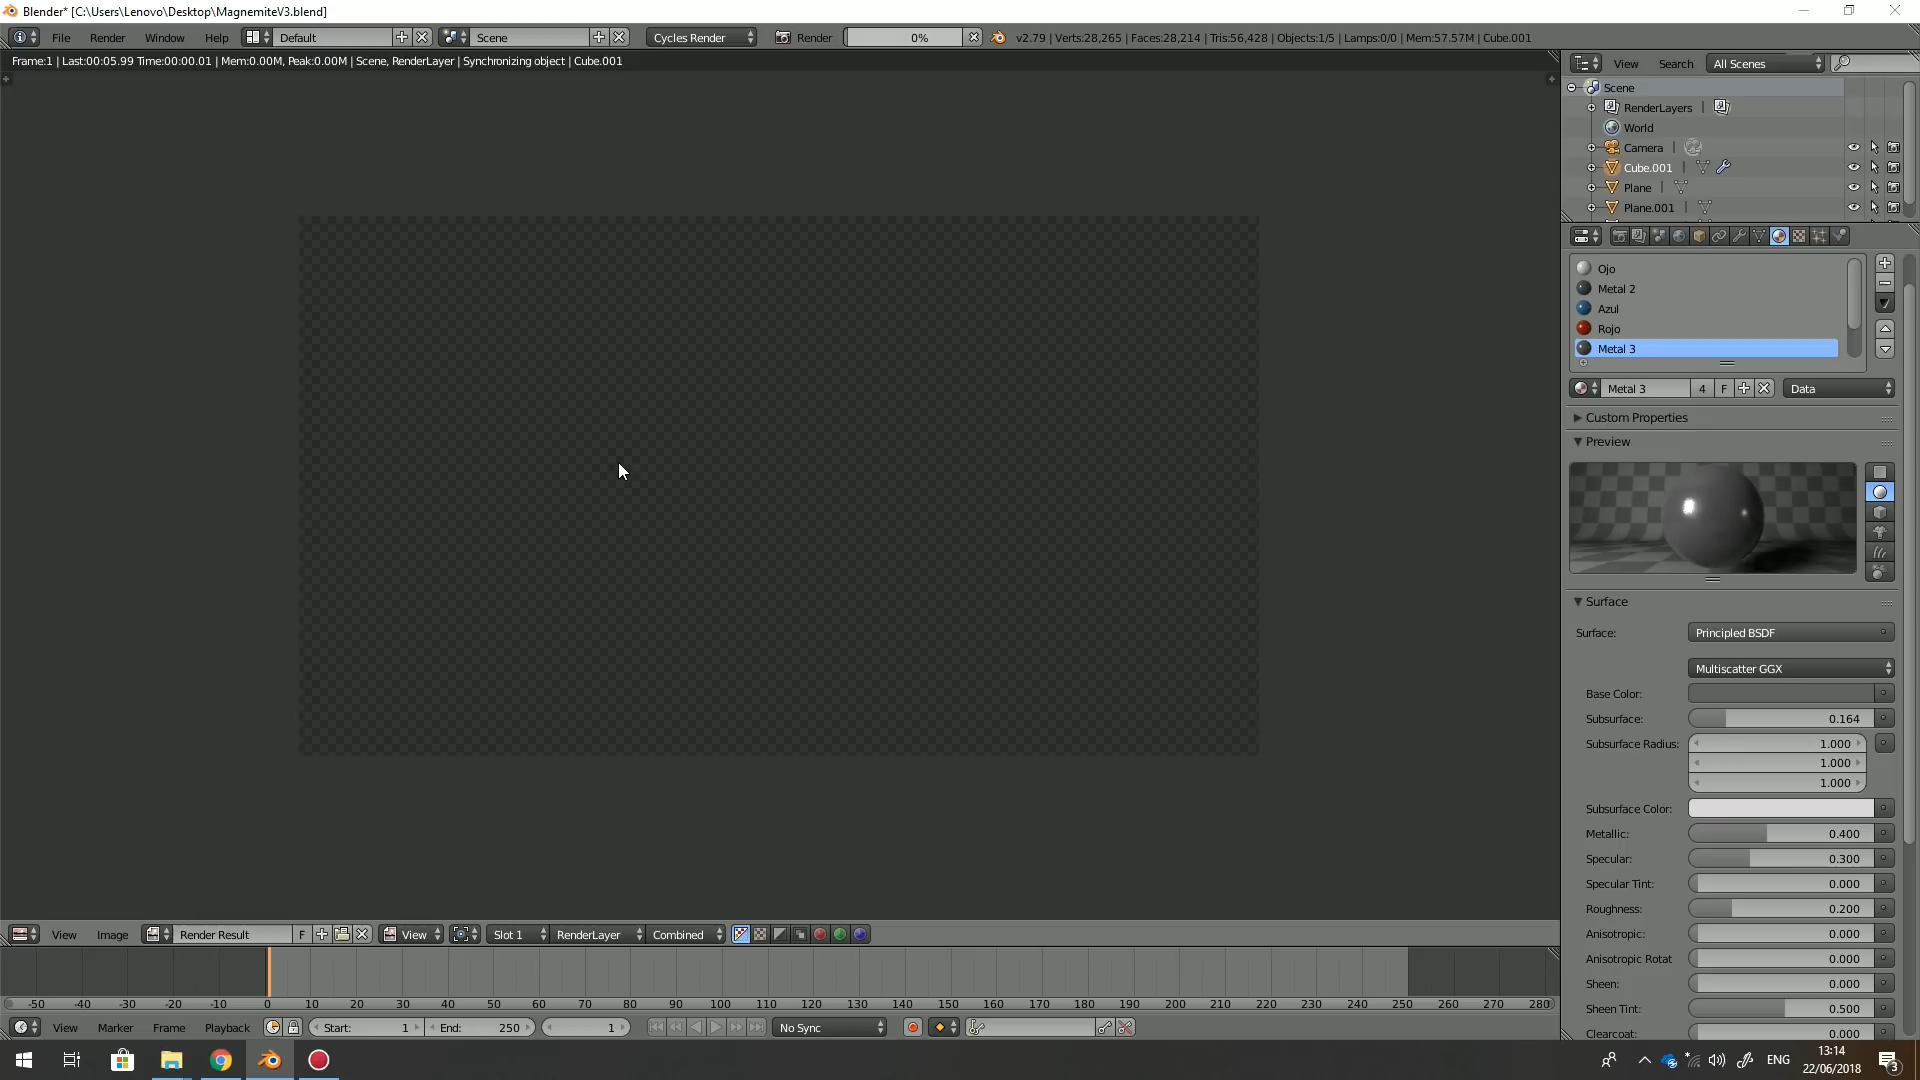 Blender* [C:\Users\Lenovo\Desktop\MagnemiteV3.blend]
File Render Window Help Default Scene Cycles Render Render 0% v2.79 | Verts:28,265 | Faces:28,214 | Tris:56,428 | Objects:1/5 | Lamps:0/0 | Mem:57.57M | Cube.001
Frame:1 | Last:00:05.99 Time:00:00.01 | Mem:0.00M, Peak:0.00M | Scene, RenderLayer | Synchronizing object | Cube.001
View Search All Scenes
Scene
RenderLayers
World
Camera
Cube.001
Plane
Plane.001
Ojo
Metal 2
Azul
Rojo
Metal 3
Metal 3 4 F Data
Custom Properties
Preview
Surface
Surface: Principled BSDF
Multiscatter GGX
Base Color:
Subsurface: 0.164
Subsurface Radius: 1.000
1.000
1.000
Subsurface Color:
Metallic: 0.400
Specular: 0.300
Specular Tint: 0.000
Roughness: 0.200
Anisotropic: 0.000
Anisotropic Rotat 0.000
Sheen: 0.000
Sheen Tint: 0.500
Clearcoat: 0.000
View Image Render Result F View Slot 1 RenderLayer Combined
-50 -40 -30 -20 -10 0 10 20 30 40 50 60 70 80 90 100 110 120 130 140 150 160 170 180 190 200 210 220 230 240 250 260 270 280
View Marker Frame Playback Start: 1 End: 250 1 No Sync
ENG 13:14
22/06/2018 3